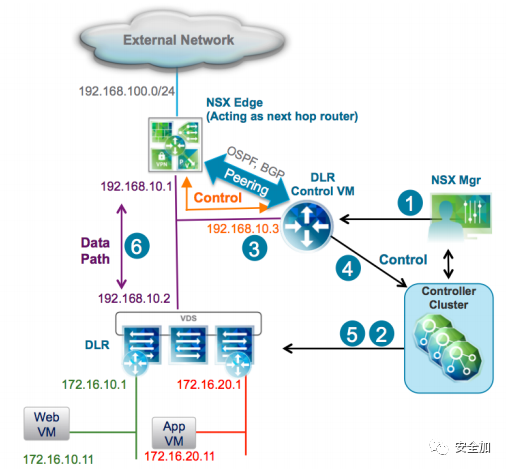 External Network
192.168.100.0/24
NSX Edge
(Acting as next hop router)
VPN
OSPF, BGP
Peering
DLR
Control VM
NSX Mgr
192.168.10.1
Control
1
192.168.10.3
3
4
Control
Data
Path
6
Controller
Cluster
192.168.10.2
VDS
DLR
5
2
172.16.10.1
172.16.20.1
Web
VM
App
VM
172.16.10.11
172.16.20.11
安全加